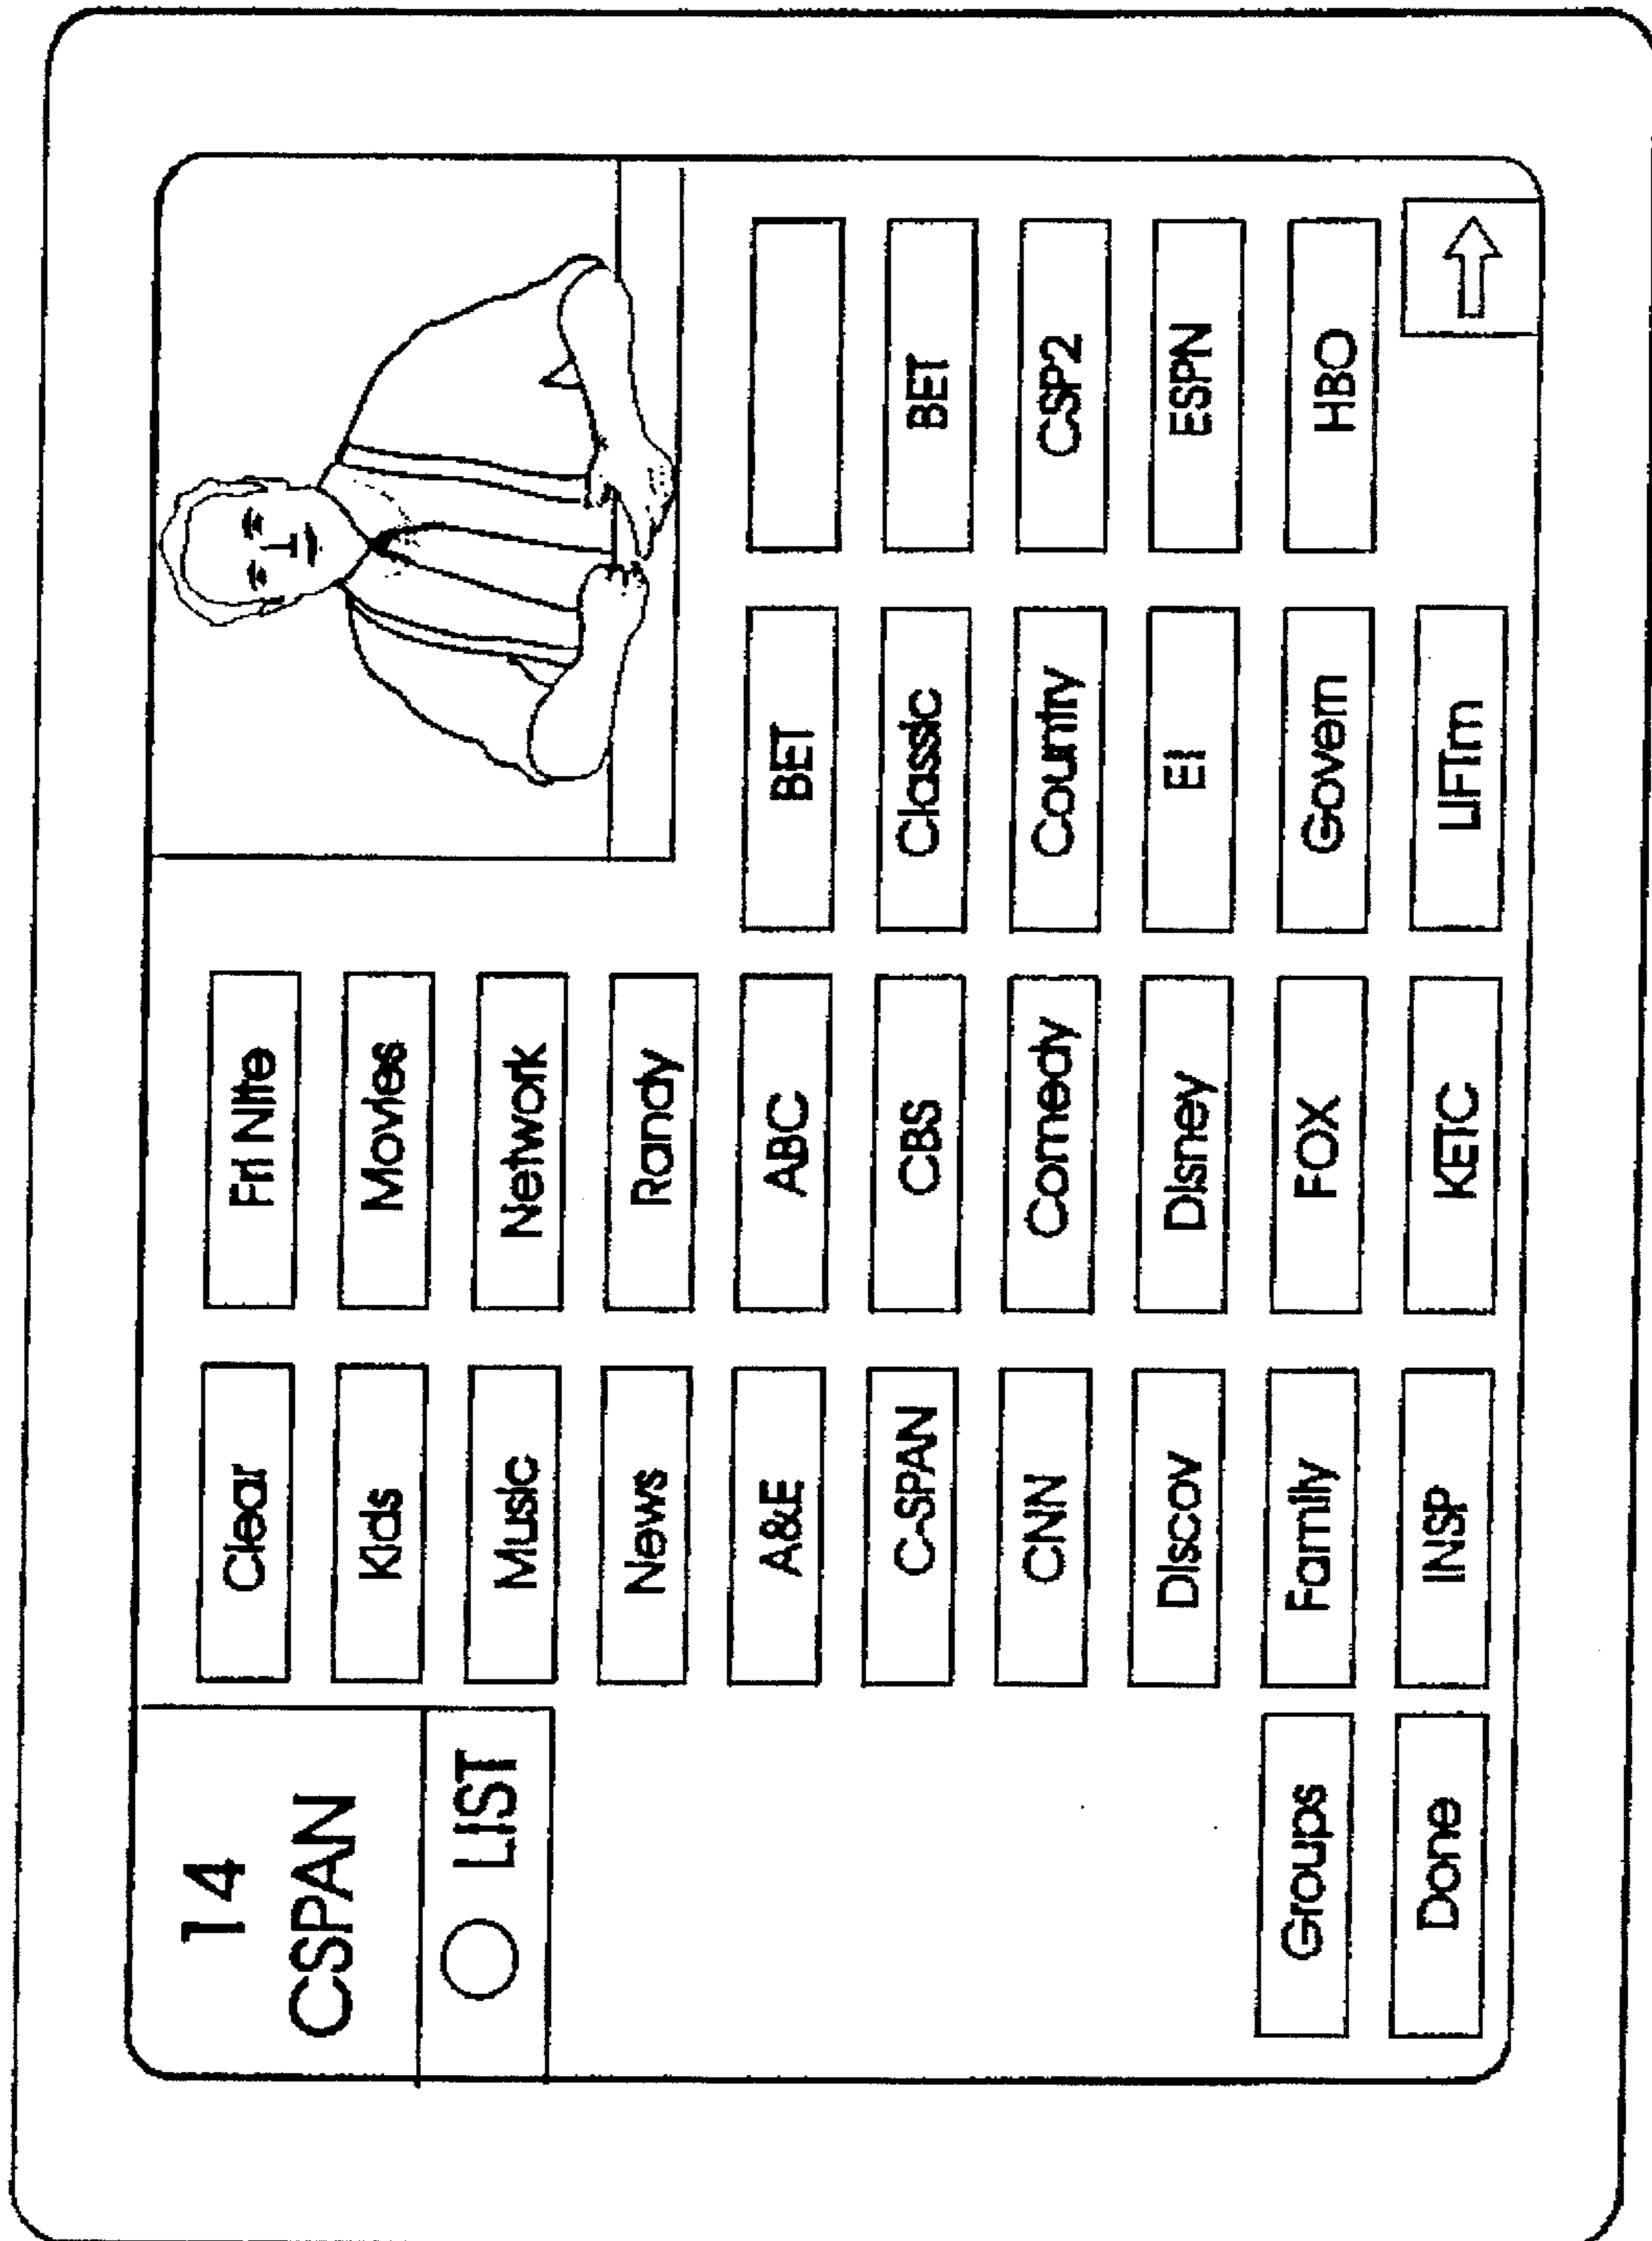 14
CSPAN
LIST
Clear Fri Nite
Kids Movies
Music Network
News Randy
A&E ABC BET
C-SPAN CBS Classic BET
CNN Comedy Country CSP2
Discov Disney E! ESPN
Groups Family FOX Govern HBO
Done INSP KETC LIFTm